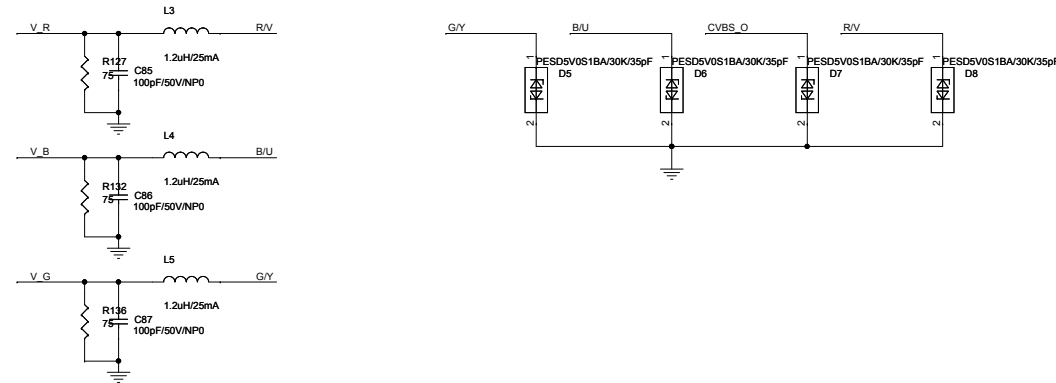 L3
V_R R/V
R127
75
1.2uH/25mA
C85
100pF/50V/NP0
L4
V_B B/U
R132
75
1.2uH/25mA
C86
100pF/50V/NP0
L5
V_G G/Y
R136
75
1.2uH/25mA
C87
100pF/50V/NP0
G/Y B/U CVBS_O R/V
1 1 1 1
PESD5V0S1BA/30K/35pF PESD5V0S1BA/30K/35pF PESD5V0S1BA/30K/35pF PESD5V0S1BA/30K/35pF
D5 D6 D7 D8
2 2 2 2